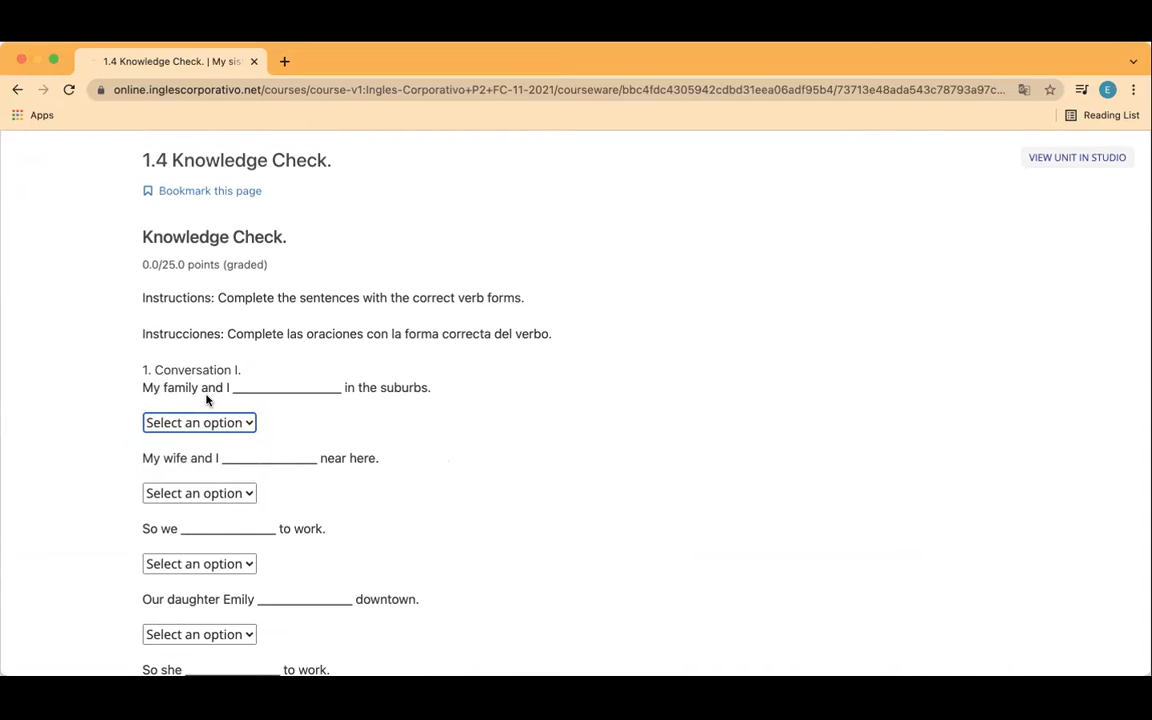 1.4 Knowledge Check. | My sis
online.inglescorporativo.net/courses/course-v1:Ingles-Corporativo+P2+FC-11-2021/courseware/bbc4fdc4305942cdbd31eea06adf95b4/73713e48ada543c78793a97c...
E
Apps
Reading List
1.4 Knowledge Check.
VIEW UNIT IN STUDIO
Bookmark this page
Knowledge Check.
0.0/25.0 points (graded)
Instructions: Complete the sentences with the correct verb forms.
Instrucciones: Complete las oraciones con la forma correcta del verbo.
1. Conversation I.
My family and I ________________ in the suburbs.
Select an option
My wife and I ______________ near here.
Select an option
So we ______________ to work.
Select an option
Our daughter Emily ______________ downtown.
Select an option
So she ______________ to work.